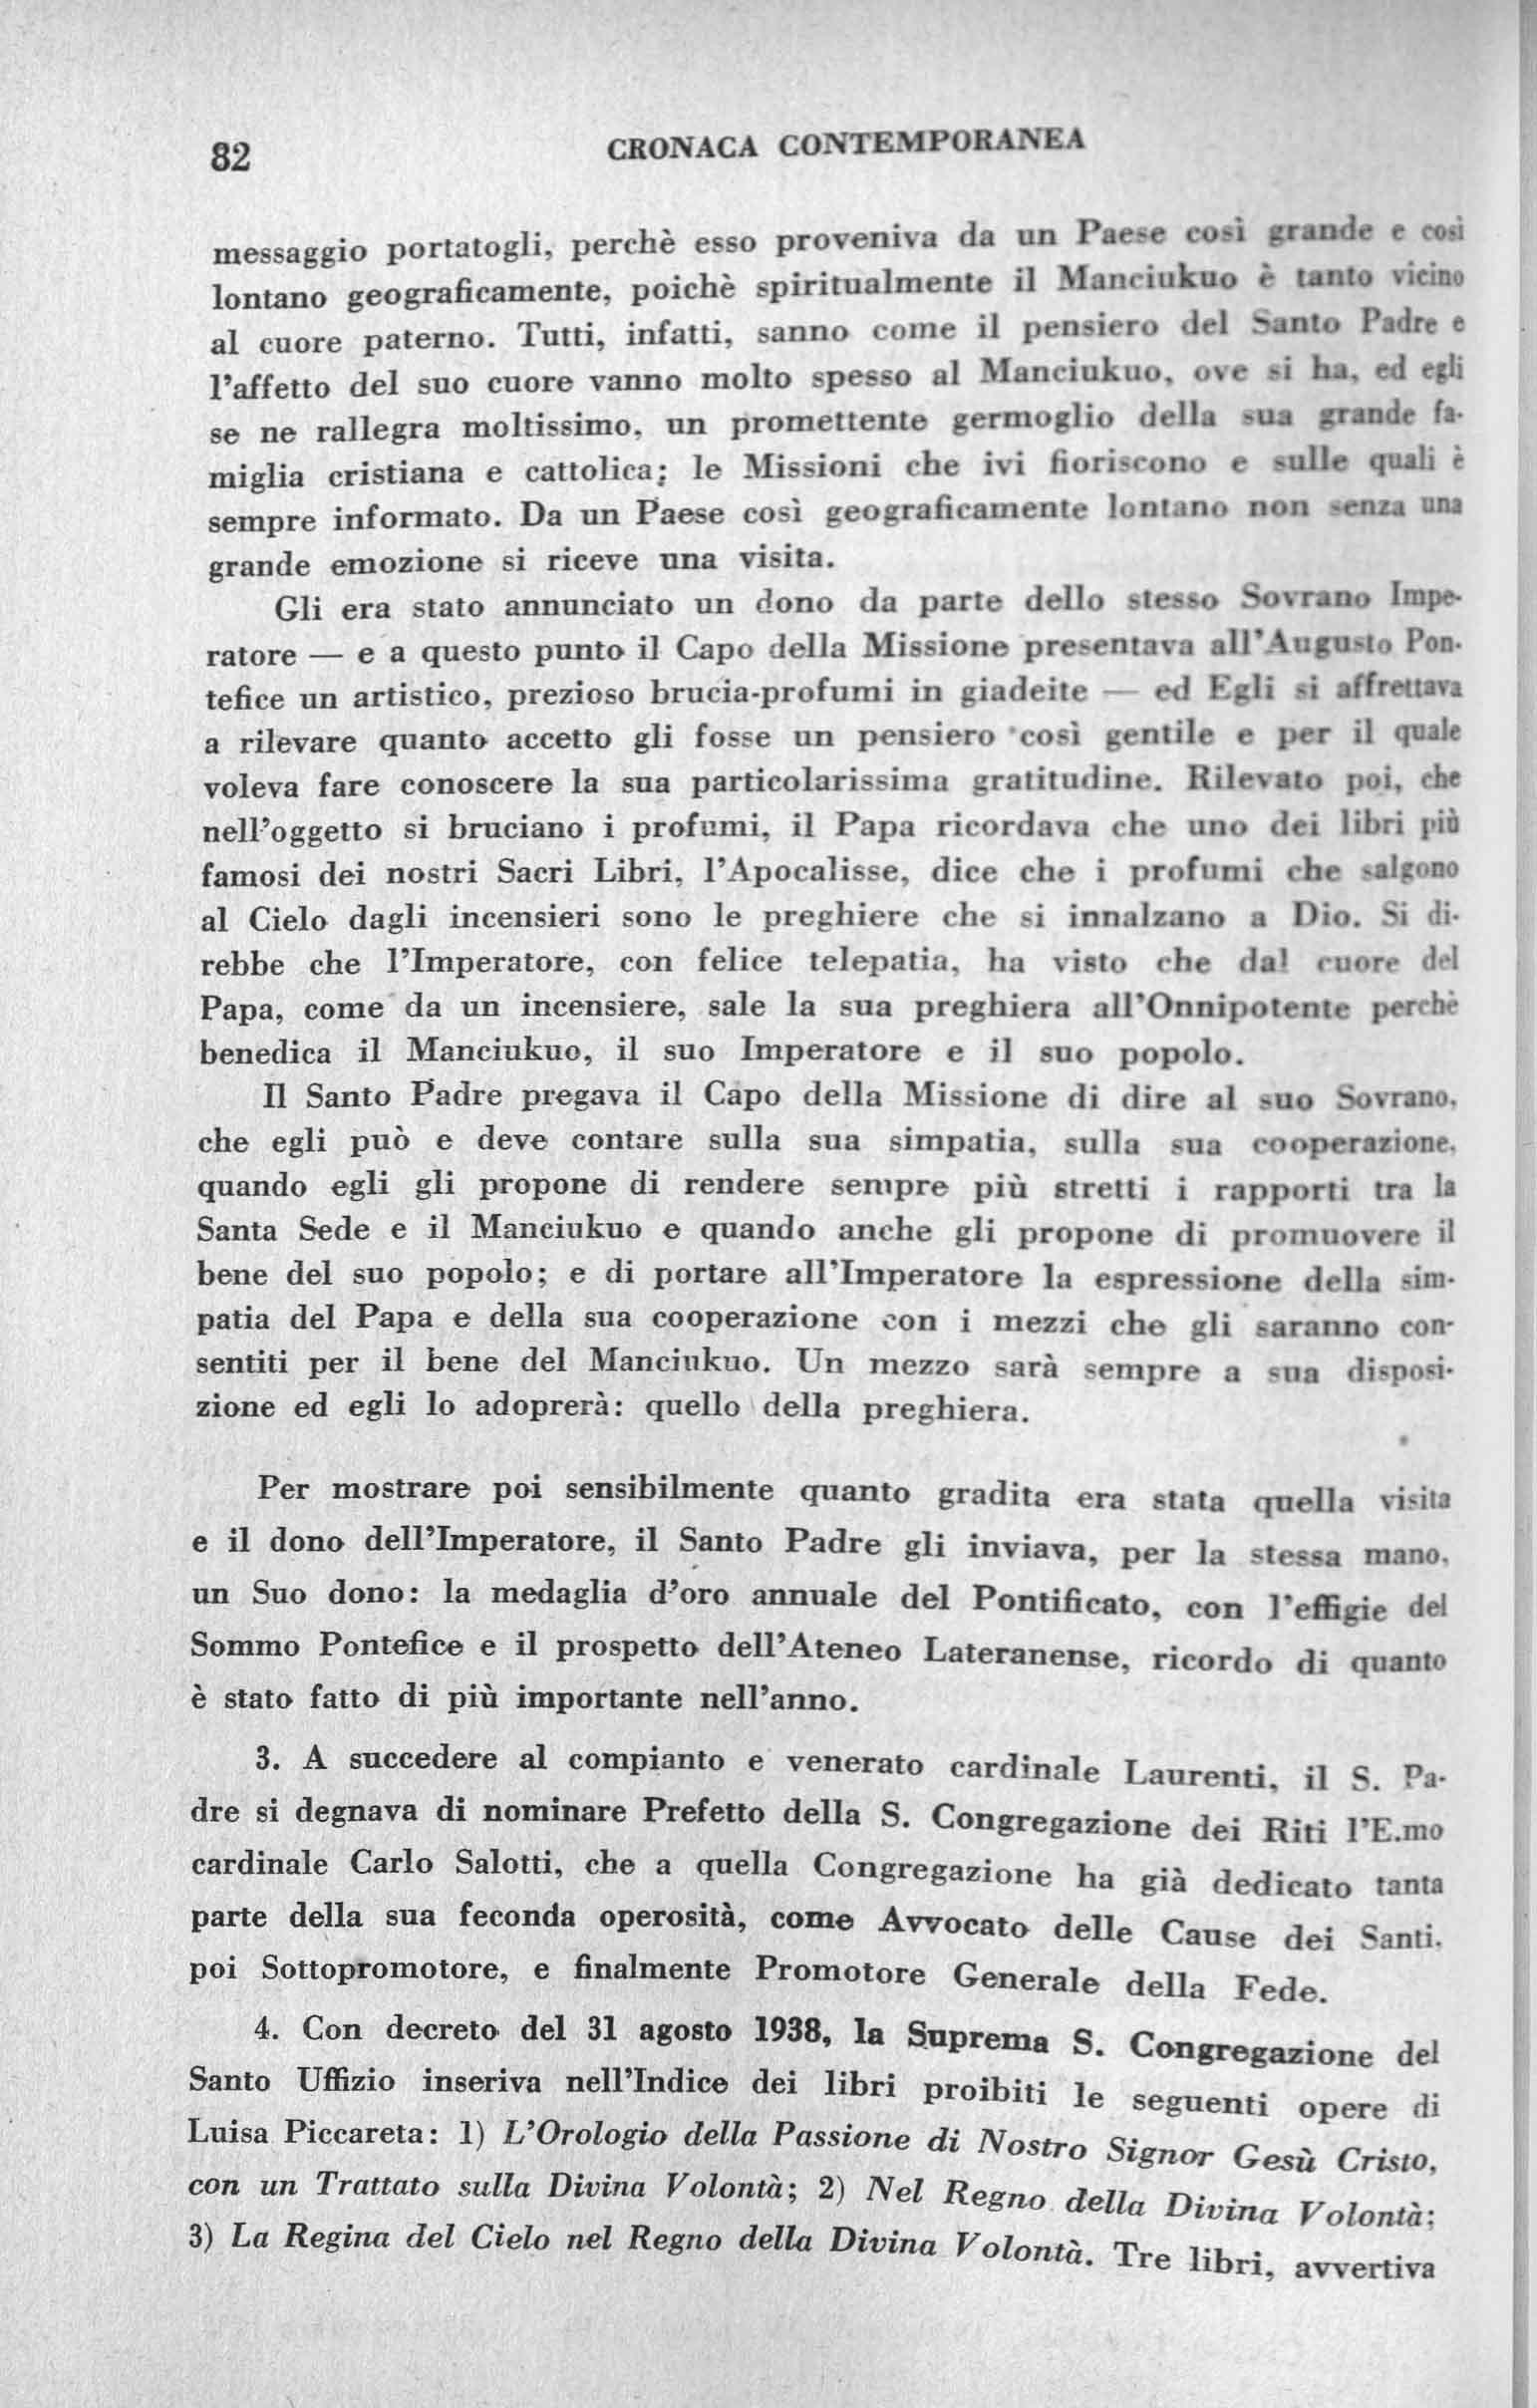 82
CRONACA CONTEMPORANEA
messaggio portatogli, perchè esso proveniva da un Paese così grande e così
lontano geograficamente, poichè spiritualmente il Manciukuo è tanto vicino
al cuore paterno. Tutti, infatti, sanno come il pensiero del Santo Padre e
l'affetto del suo cuore vanno molto spesso al Manciukuo, ove si ha, ed egli
se ne rallegra moltissimo, un promettente germoglio della sua grande fa-
miglia cristiana e cattolica; le Missioni che ivi fioriscono e sulle quali è
sempre informato. Da un Paese così geograficamente lontano non senza una
grande emozione si riceve una visita.
Gli era stato annunciato un dono da parte dello stesso Sovrano Impe-
ratore — e a questo punto il Capo della Missione presentava all'Augusto Pon-
tefice un artistico, prezioso brucia-profumi in giadeite — ed Egli si affrettava
a rilevare quanto accetto gli fosse un pensiero così gentile e per il quale
voleva fare conoscere la sua particolarissima gratitudine. Rilevato poi, che
nell'oggetto si bruciano i profumi, il Papa ricordava che uno dei libri più
famosi dei nostri Sacri Libri, l'Apocalisse, dice che i profumi che salgono
al Cielo dagli incensieri sono le preghiere che si innalzano a Dio. Si di-
rebbe che l'Imperatore, con felice telepatia, ha visto che dal cuore del
Papa, come da un incensiere, sale la sua preghiera all'Onnipotente perchè
benedica il Manciukuo, il suo Imperatore e il suo popolo.
Il Santo Padre pregava il Capo della Missione di dire al suo Sovrano,
che egli può e deve contare sulla sua simpatia, sulla sua cooperazione,
quando egli gli propone di rendere sempre più stretti i rapporti tra la
Santa Sede e il Manciukuo e quando anche gli propone di promuovere il
bene del suo popolo; e di portare all'Imperatore la espressione della sim-
patia del Papa e della sua cooperazione con i mezzi che gli saranno con-
sentiti per il bene del Manciukuo. Un mezzo sarà sempre a sua disposi-
zione ed egli lo adoprerà: quello della preghiera.
Per mostrare poi sensibilmente quanto gradita era stata quella visita
e il dono dell'Imperatore, il Santo Padre gli inviava, per la stessa mano,
un Suo dono: la medaglia d'oro annuale del Pontificato, con l'effigie del
Sommo Pontefice e il prospetto dell'Ateneo Lateranense, ricordo di quanto
è stato fatto di più importante nell'anno.
3. A succedere al compianto e venerato cardinale Laurenti, il S. Pa-
dre si degnava di nominare Prefetto della S. Congregazione dei Riti l'E.mo
cardinale Carlo Salotti, che a quella Congregazione ha già dedicato tanta
parte della sua feconda operosità, come Avvocato delle Cause dei Santi,
poi Sottopromotore, e finalmente Promotore Generale della Fede.
4. Con decreto del 31 agosto 1938, la Suprema S. Congregazione del
Santo Uffizio inseriva nell'Indice dei libri proibiti le seguenti opere di
Luisa Piccareta: 1) L'Orologio della Passione di Nostro Signor Gesù Cristo,
con un Trattato sulla Divina Volontà; 2) Nel Regno della Divina Volontà;
3) La Regina del Cielo nel Regno della Divina Volontà. Tre libri, avvertiva